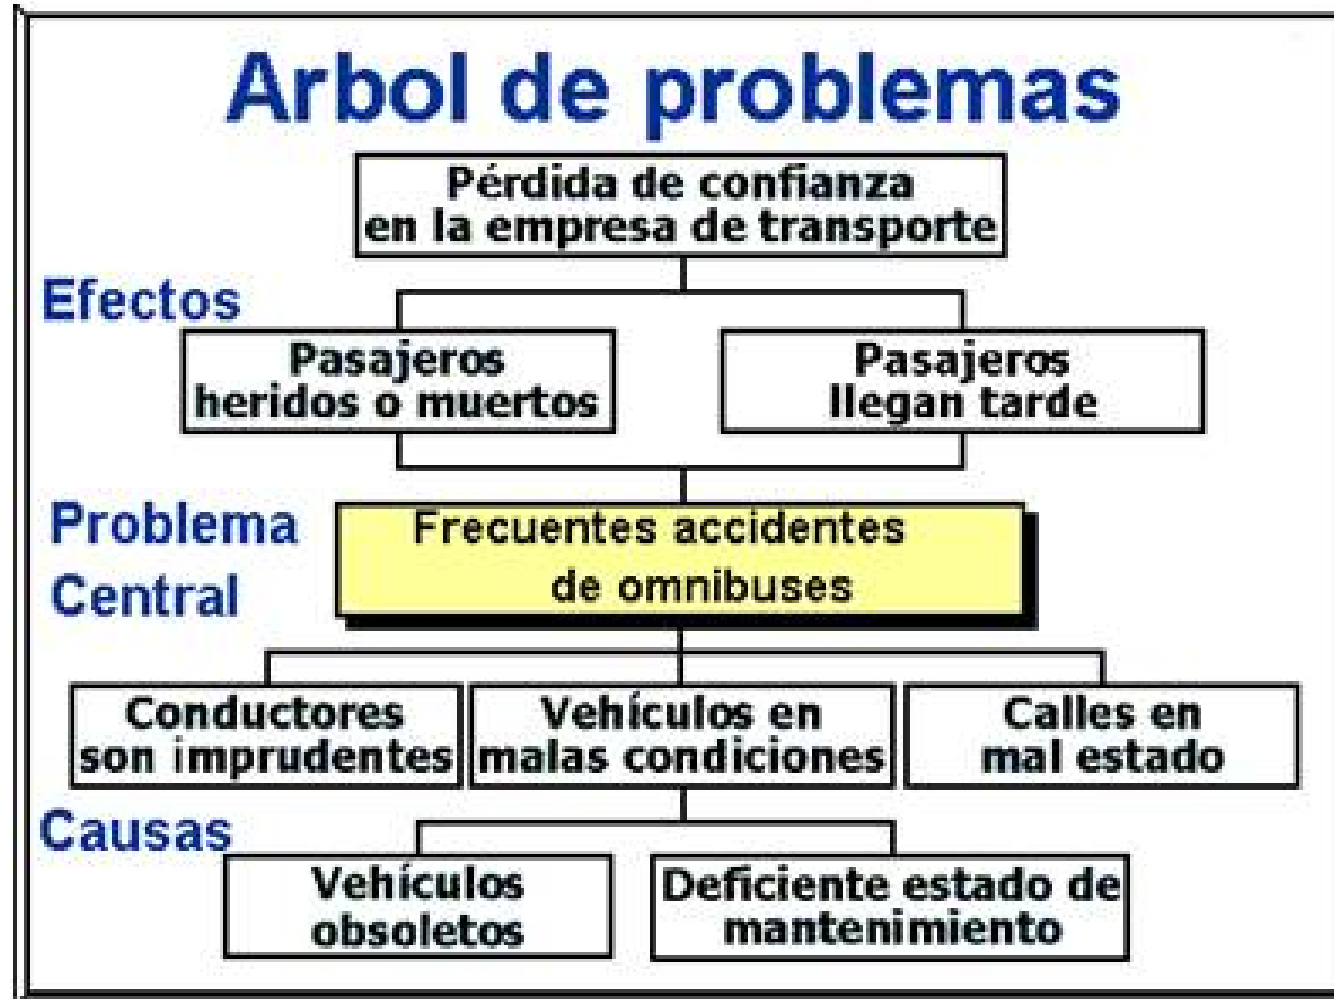 Arbol de problemas
Pérdida de confianza
en la empresa de transporte
Efectos
Pasajeros
heridos o muertos
Pasajeros
llegan tarde
Problema
Central
Frecuentes accidentes
de omnibuses
Conductores
son imprudentes
Vehículos en
malas condiciones
Calles en
mal estado
Causas
Vehículos
obsoletos
Deficiente estado de
mantenimiento